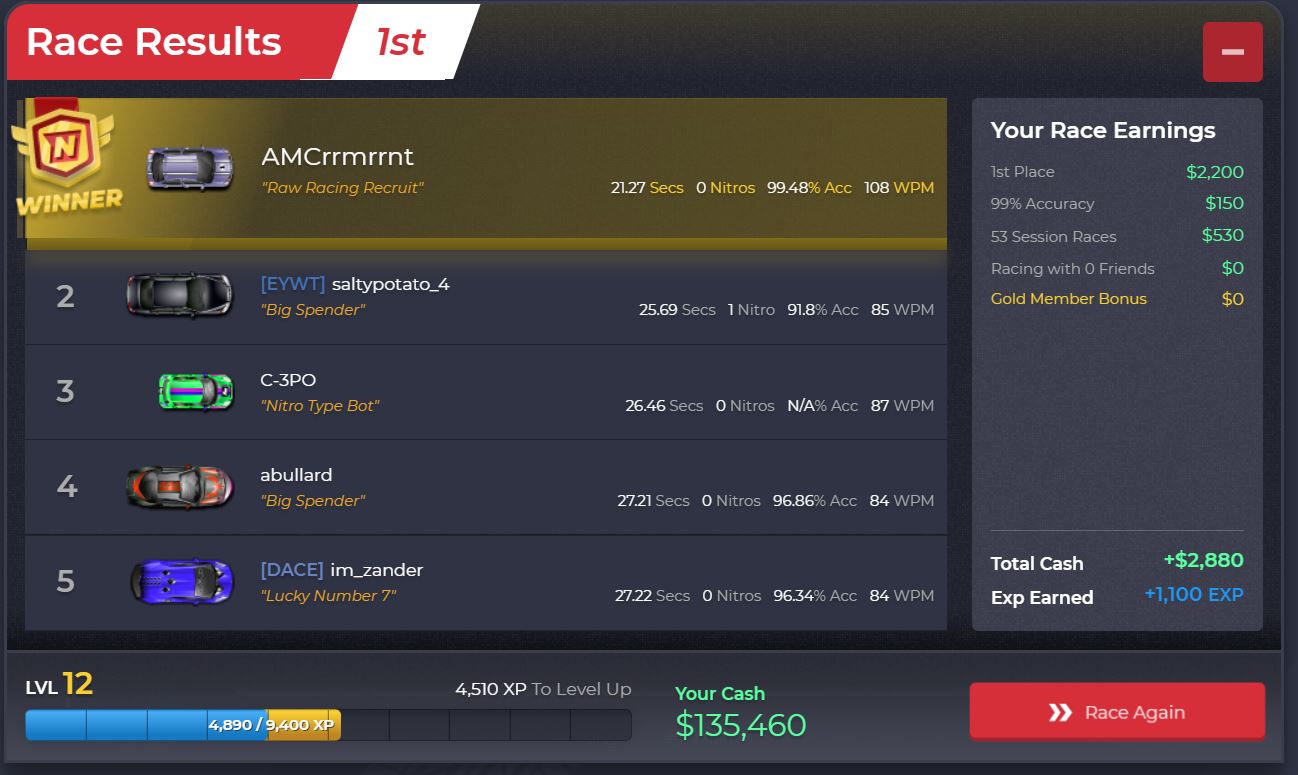 Race Results 1st
N
WINNER
AMCrrmrrnt
"Raw Racing Recruit" 21.27 Secs 0 Nitros 99.48% Acc 108 WPM
2 [EYWT] saltypotato_4
"Big Spender" 25.69 Secs 1 Nitro 91.8% Acc 85 WPM
3 C-3PO
"Nitro Type Bot" 26.46 Secs 0 Nitros N/A% Acc 87 WPM
4 abullard
"Big Spender" 27.21 Secs 0 Nitros 96.86% Acc 84 WPM
5 [DACE] im_zander
"Lucky Number 7" 27.22 Secs 0 Nitros 96.34% Acc 84 WPM
Your Race Earnings
1st Place $2,200
99% Accuracy $150
53 Session Races $530
Racing with 0 Friends $0
Gold Member Bonus $0
Total Cash +$2,880
Exp Earned +1,100 EXP
LVL 12 4,510 XP To Level Up
4,890 / 9,400 XP
Your Cash
$135,460
Race Again